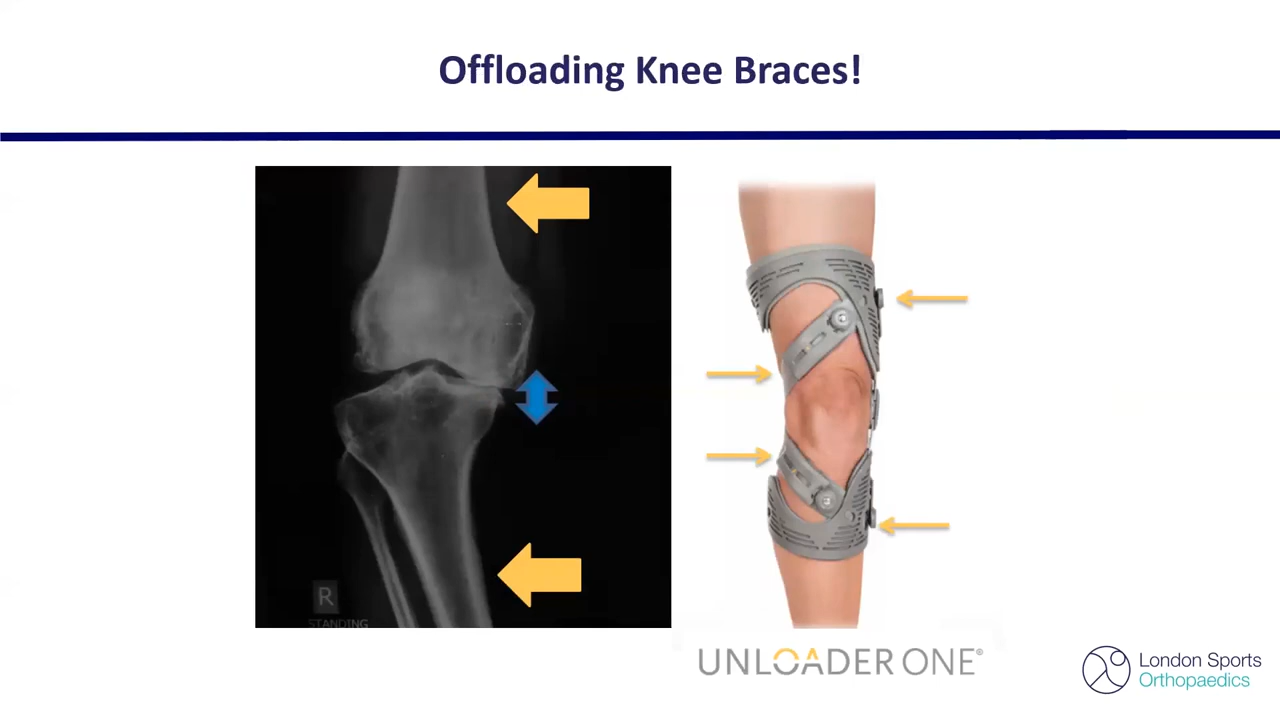 Offloading Knee Braces!
R
STANDING
UNLOADER ONE®
London Sports
Orthopaedics